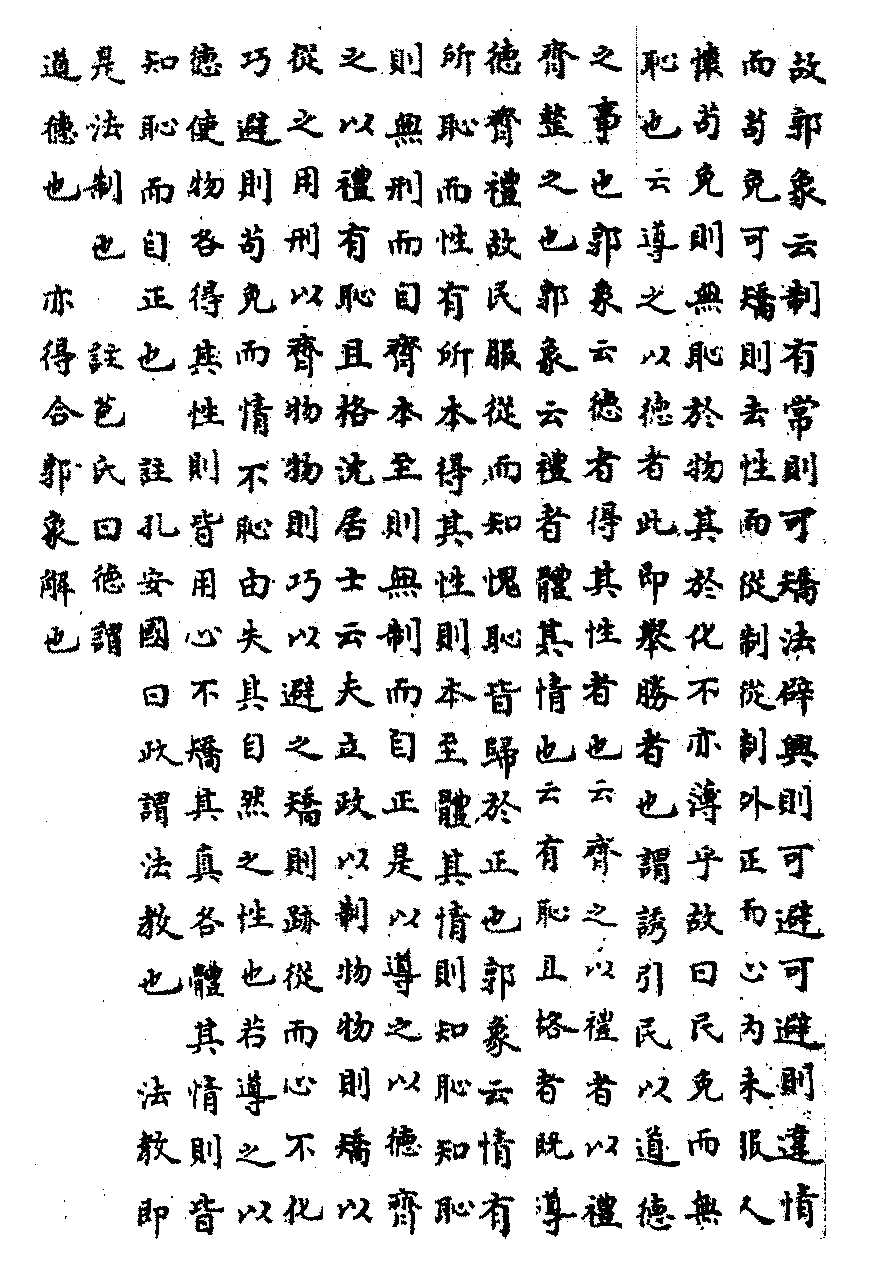 故郭象云制有常則可矯法辟興則可避可避則違情
而苟免可矯則去性而從制從制外正而心內未服人
懷苟免則無恥於物其於化不亦薄乎故曰民免而無
恥也云導之以德者此即舉勝者也謂誘引民以道德
之事也郭象云德者得其性者也云齊之以禮者以禮
齊整之也郭象云禮者體其情也云有恥且格者既導
德齊禮故民服從而知愧恥皆歸於正也郭象云情有
所恥而性有所本得其性則本至體其情則知恥知恥
則無刑而自齊本至則無制而自正是以導之以德齊
之以禮有恥且格沈居士云夫立政以制物物則矯以
從之用刑以齊物物則巧以避之矯則跡從而心不化
巧避則苟免而情不恥由失其自然之性也若導之以
德使物各得其性則皆用心不矯其真各體其情則皆
知恥而自正也 註孔安國曰政謂法教也 法教即
是法制也 註苞氏曰德謂
道德也 亦得合郭象解也